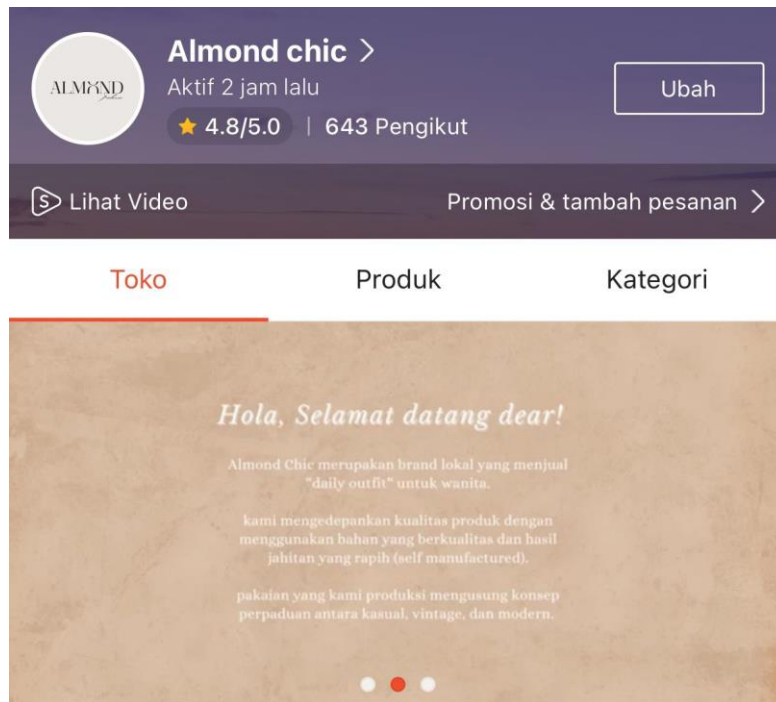 Almond chic
ALMOND
Aktif 2 jam lalu
Ubah
4.8/5.0 | 643 Pengikut
Lihat Video
Promosi & tambah pesanan
Toko
Produk
Kategori
Hola, Selamat datang dear!
Almond Chic merupakan brand lokal yang menjual
"daily outfit" untuk wanita.
kami mengedepankan kualitas produk dengan
menggunakan bahan yang berkualitas dan hasil
jahitan yang rapih (self manufactured).
pakaian yang kami produksi mengusung konsep
perpaduan antara kasual, vintage, dan modern.